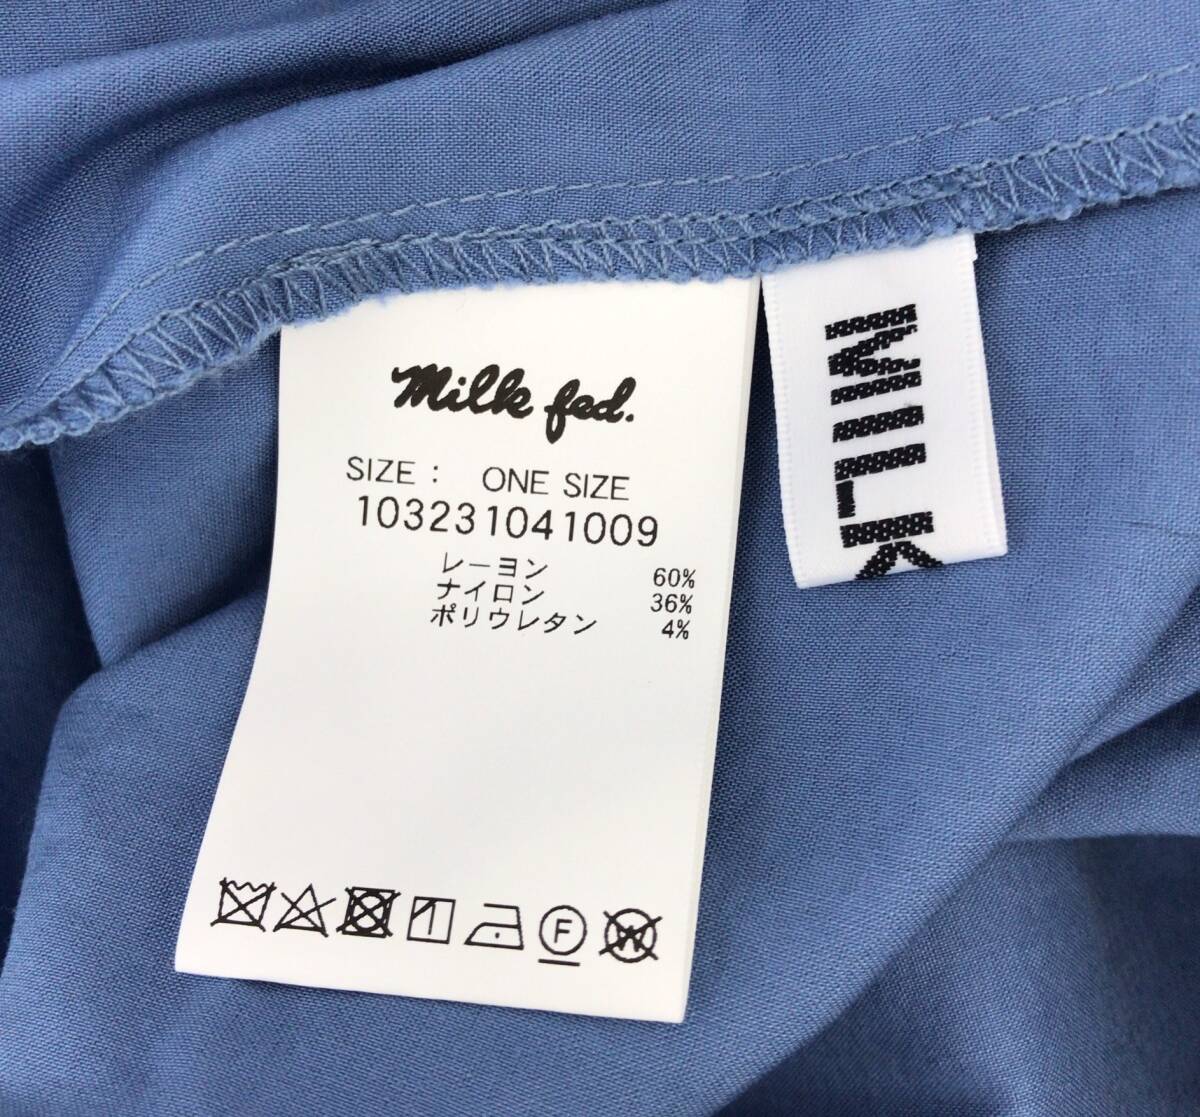 Milk fed.
SIZE : ONE SIZE
103231041009
レーヨン 60%
ナイロン 36%
ポリウレタン 4%
F
W
MILK